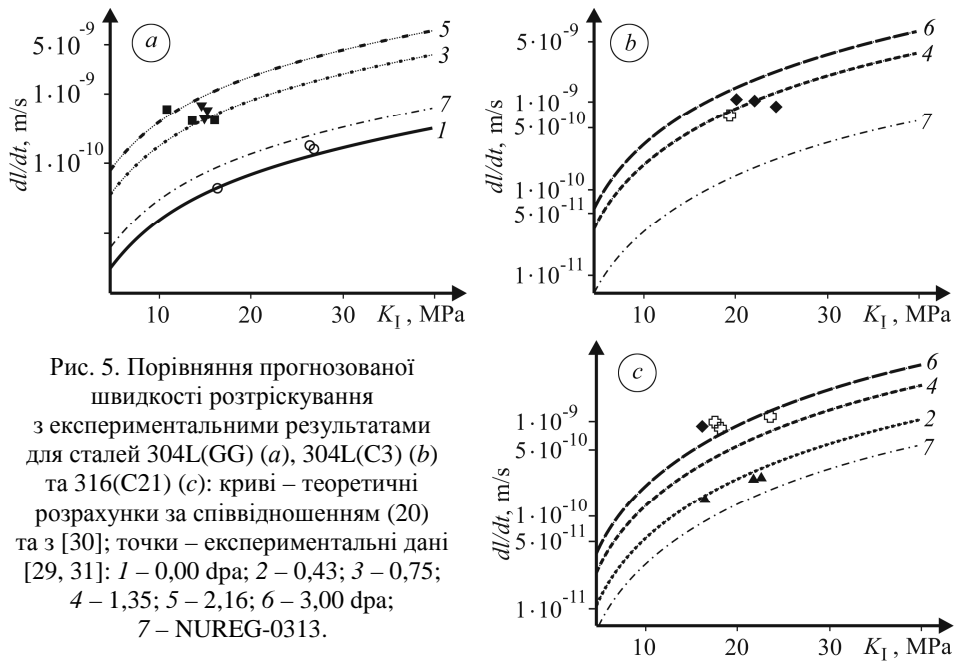 a
5·10⁻⁹
1·10⁻⁹
1·10⁻¹⁰
dl/dt, m/s
5
3
7
1
10 20 30 K_I, MPa
b
1·10⁻⁹
5·10⁻¹⁰
1·10⁻¹⁰
5·10⁻¹¹
1·10⁻¹¹
dl/dt, m/s
6
4
7
10 20 30 K_I, MPa
Рис. 5. Порівняння прогнозованої
швидкості розтріскування
з експериментальними результатами
для сталей 304L(GG) (a), 304L(C3) (b)
та 316(C21) (c): криві – теоретичні
розрахунки за співвідношенням (20)
та з [30]; точки – експериментальні дані
[29, 31]: 1 – 0,00 dpa; 2 – 0,43; 3 – 0,75;
4 – 1,35; 5 – 2,16; 6 – 3,00 dpa;
7 – NUREG-0313.
c
1·10⁻⁹
5·10⁻¹⁰
1·10⁻¹⁰
5·10⁻¹¹
1·10⁻¹¹
dl/dt, m/s
6
4
2
7
10 20 30 K_I, MPa